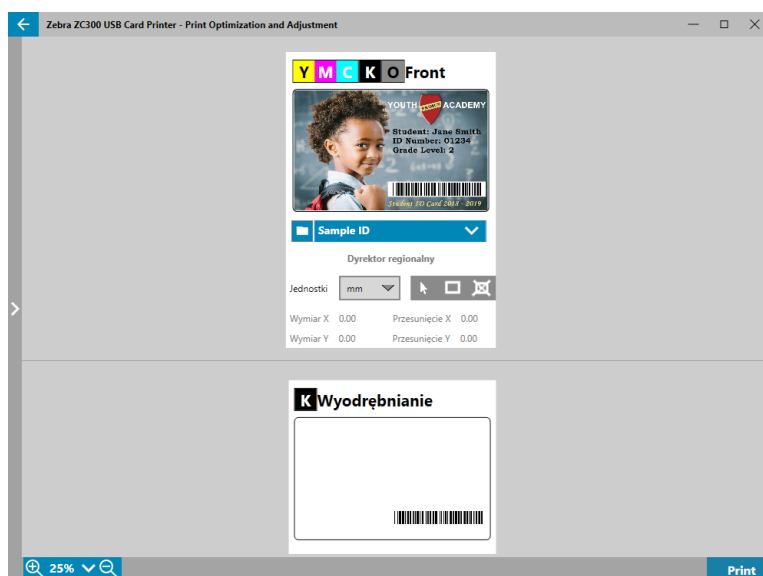 Zebra ZC300 USB Card Printer - Print Optimization and Adjustment
Y M C K O Front
YOUTH ACADEMY
Student: Jane Smith
ID Number: 01234
Grade Level: 2
Student ID Card 2018 - 2019
Sample ID
Dyrektor regionalny
Jednostki mm
Wymiar X 0.00 Przesunięcie X 0.00
Wymiar Y 0.00 Przesunięcie Y 0.00
K Wyodrębnianie
25%
Print